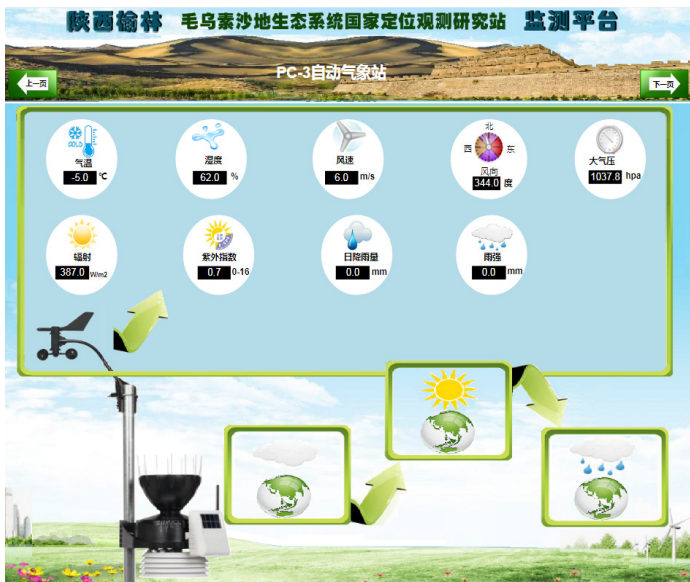 陕西榆林 毛乌素沙地生态系统国家定位观测研究站 监测平台
PC-3自动气象站
上一页
下一页
COLD
气温
-5.0 ℃
湿度
62.0 %
风速
6.0 m/s
北
西 东
风向
344.0 度
大气压
1037.8 hpa
辐射
387.0 W/m2
紫外指数
0.7 0-16
日降雨量
0.0 mm
雨强
0.0 mm